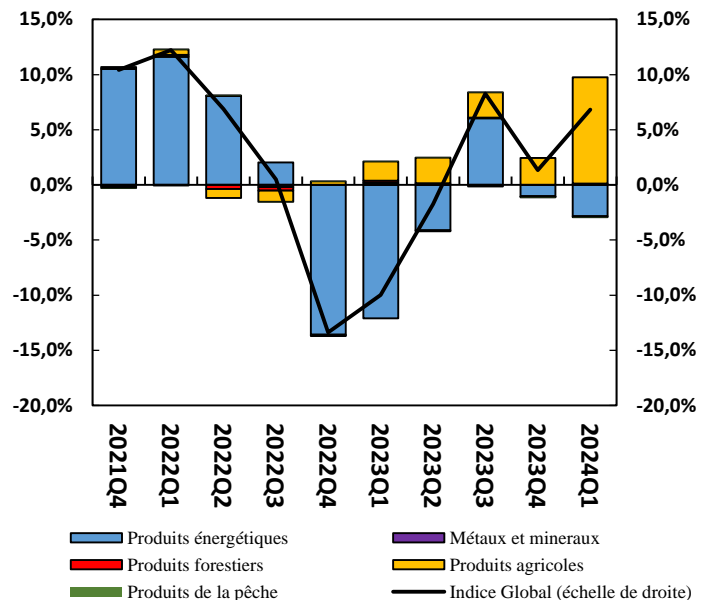 15,0% 15,0%
10,0% 10,0%
5,0% 5,0%
0,0% 0,0%
-5,0% -5,0%
-10,0% -10,0%
-15,0% -15,0%
-20,0% -20,0%
2021Q4
2022Q1
2022Q2
2022Q3
2022Q4
2023Q1
2023Q2
2023Q3
2023Q4
2024Q1
Produits énergétiques Métaux et mineraux
Produits forestiers Produits agricoles
Produits de la pêche Indice Global (échelle de droite)